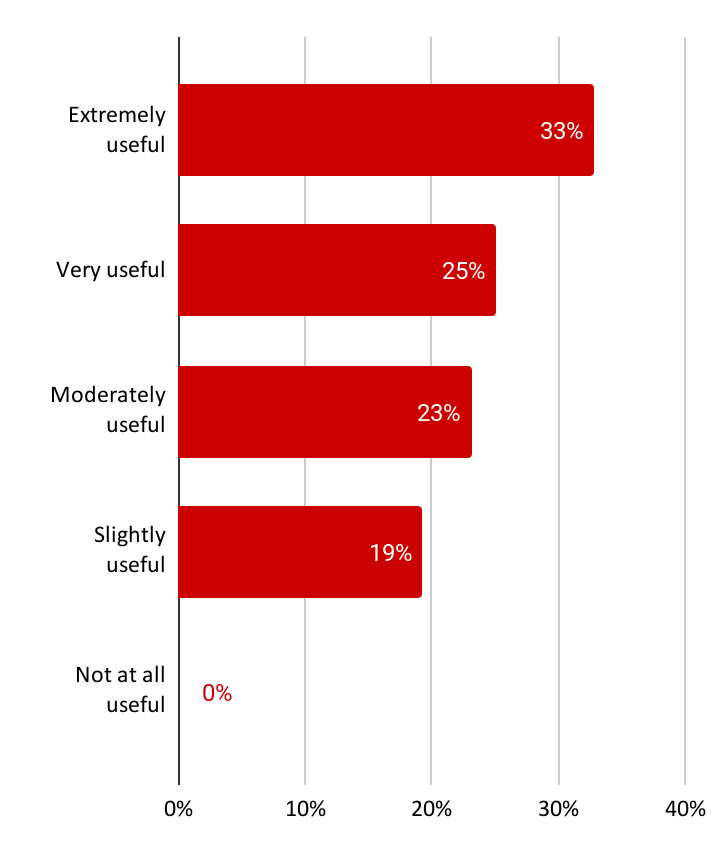 Extremely
useful
33%
Very useful
25%
Moderately
useful
23%
Slightly
useful
19%
Not at all
useful
0%
0% 10% 20% 30% 40%